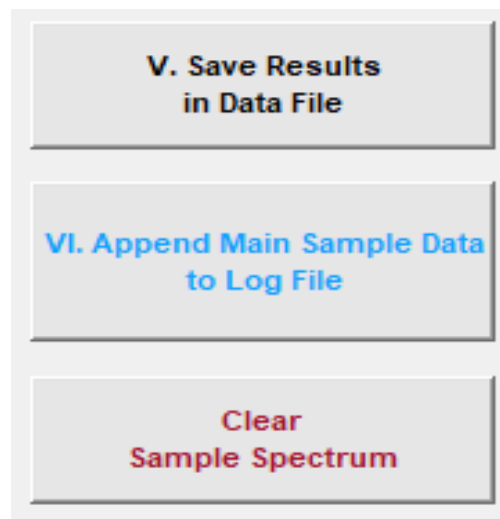 V. Save Results
in Data File
VI. Append Main Sample Data
to Log File
Clear
Sample Spectrum